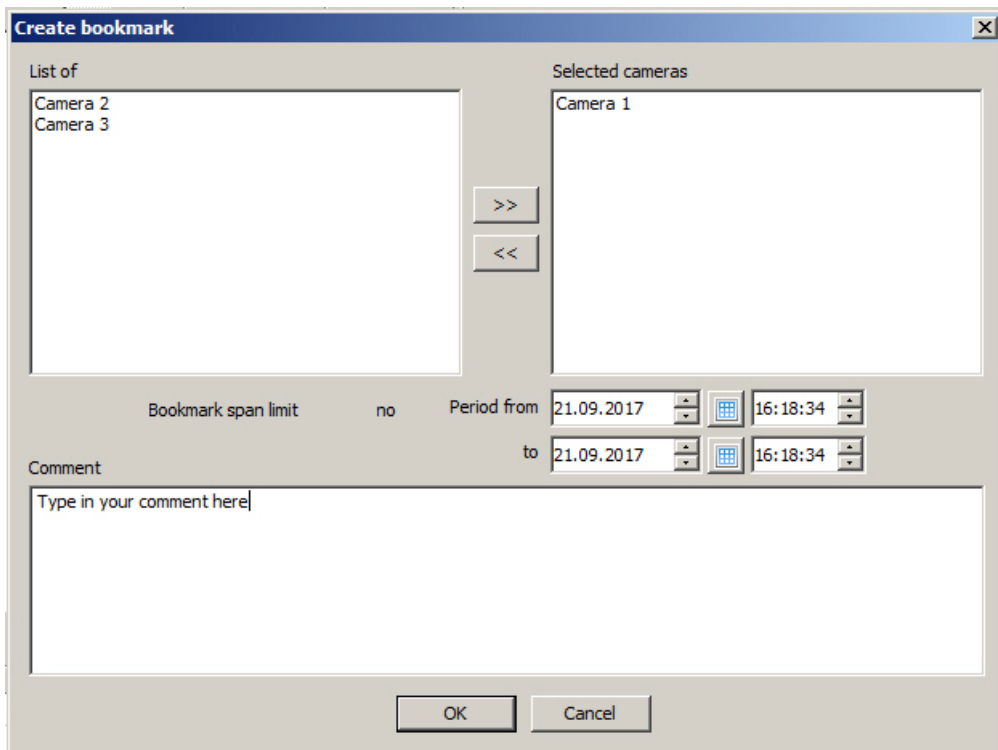 Create bookmark
List of
Selected cameras
Camera 2
Camera 3
Camera 1
>>
<<
Bookmark span limit no
Period from 21.09.2017 16:18:34
to 21.09.2017 16:18:34
Comment
Type in your comment here
OK
Cancel